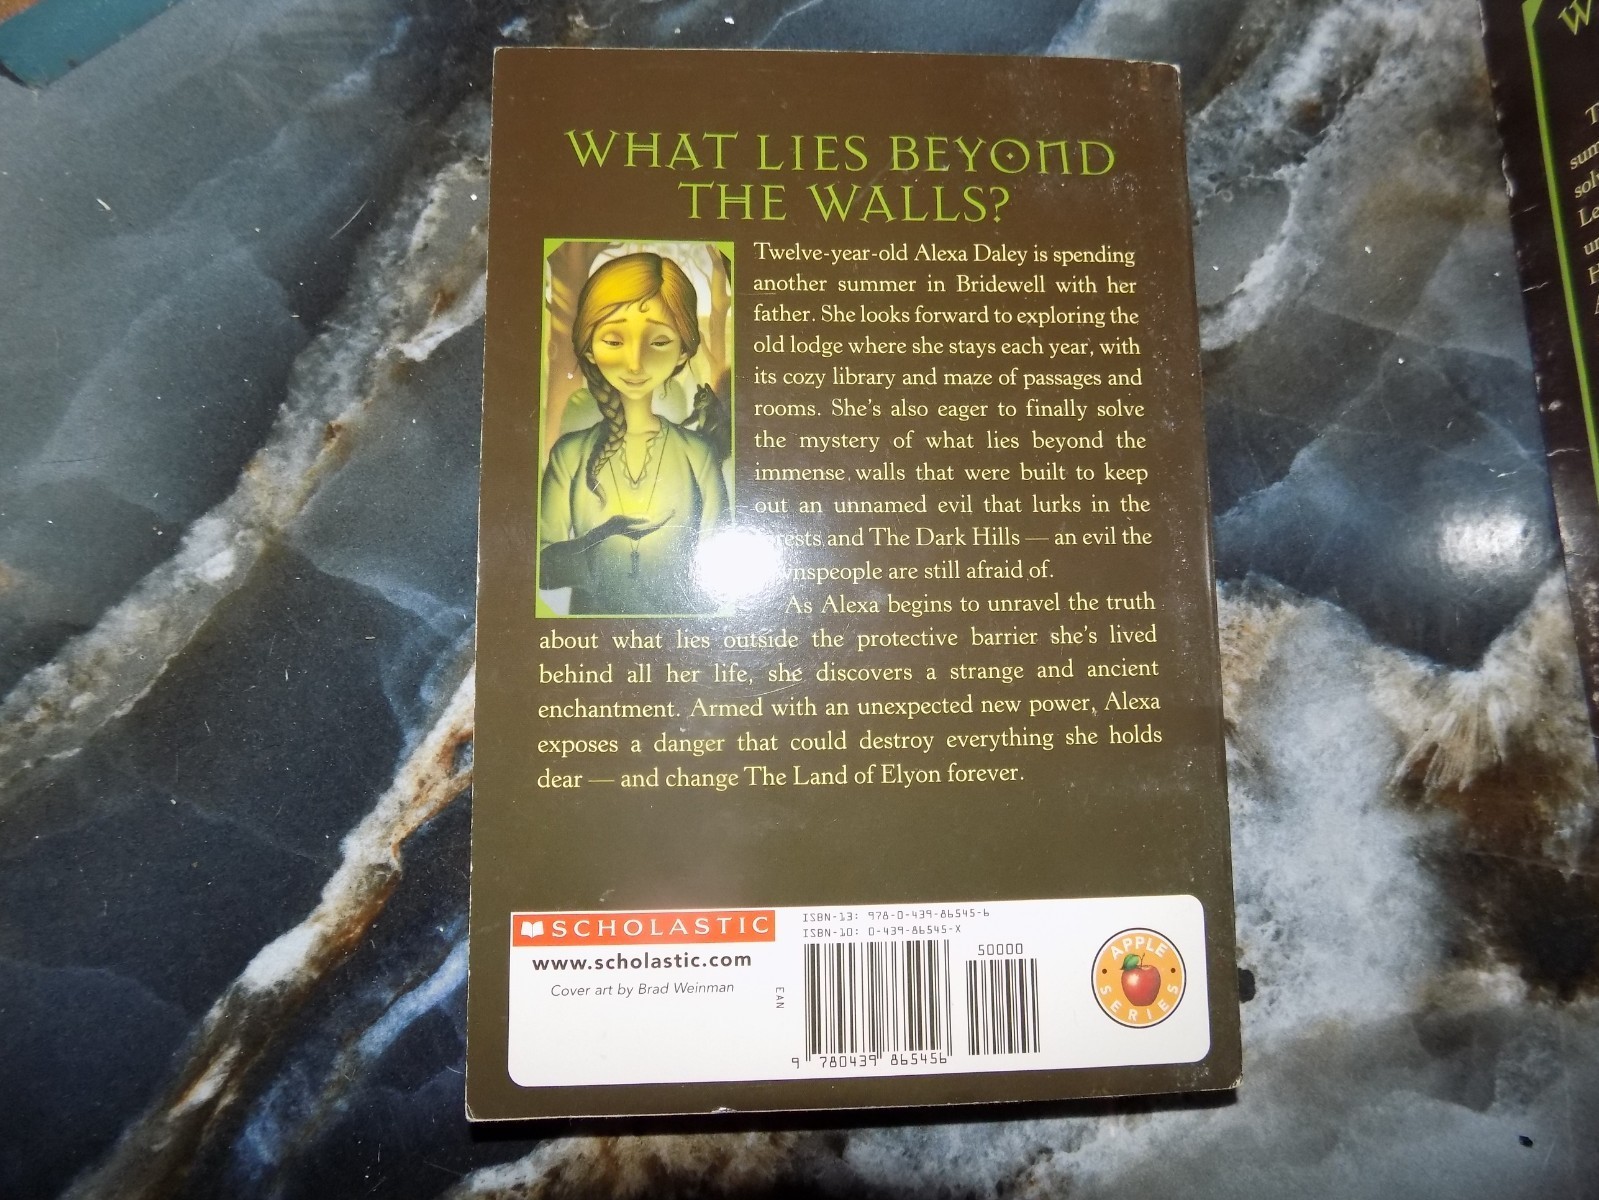 WHAT LIES BEYOND
THE WALLS?
Twelve-year-old Alexa Daley is spending
another summer in Bridewell with her
father. She looks forward to exploring the
old lodge where she stays each year, with
its cozy library and maze of passages and
rooms. She's also eager to finally solve
the mystery of what lies beyond the
immense walls that were built to keep
out an unnamed evil that lurks in the
and The Dark Hills — an evil the
are still afraid of.
As Alexa begins to unravel the truth
about what lies outside the protective barrier she's lived
behind all her life, she discovers a strange and ancient
enchantment. Armed with an unexpected new power, Alexa
exposes a danger that could destroy everything she holds
dear — and change The Land of Elyon forever.
SCHOLASTIC
www.scholastic.com
Cover art by Brad Weinman
EAN
ISBN-13: 978-0-439-86545-6
ISBN-10: 0-439-86545-X
50000
9 780439 865456
APPLE
SERIES